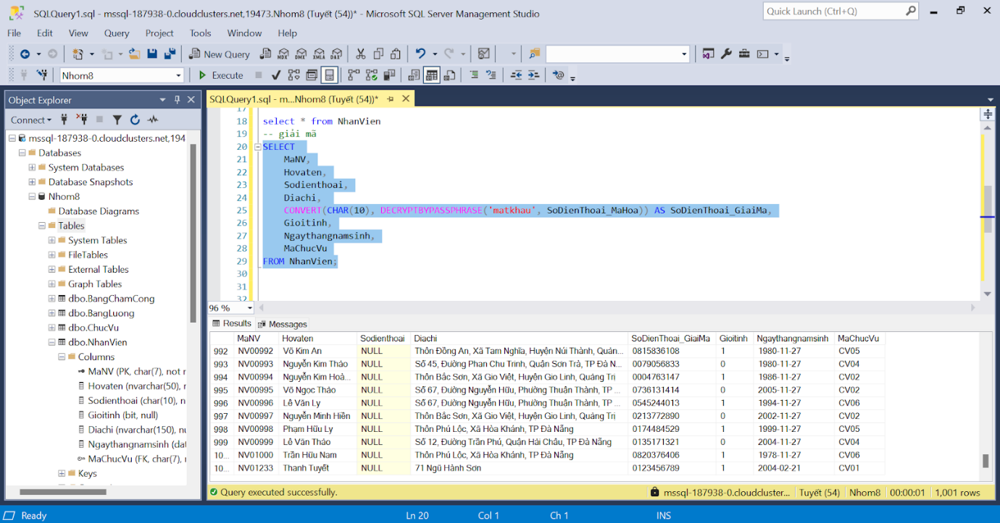 SQLQuery1.sql - mssql-187938-0.cloudclusters.net,19473.Nhom8 (Tuyết (54))* - Microsoft SQL Server Management Studio
Quick Launch (Ctrl+Q)
File Edit View Query Project Tools Window Help
New Query MDX DMX XMLA DAX
Nhom8 Execute
Object Explorer
Connect
mssql-187938-0.cloudclusters.net,194
Databases
System Databases
Database Snapshots
Nhom8
Database Diagrams
Tables
System Tables
FileTables
External Tables
Graph Tables
dbo.BangChamCong
dbo.BangLuong
dbo.ChucVu
dbo.NhanVien
Columns
MaNV (PK, char(7), not r
Hovaten (nvarchar(50), r
Sodienthoai (char(10), n
Gioitinh (bit, null)
Diachi (nvarchar(150), nu
Ngaythangnamsinh (dat
MaChucVu (FK, char(7), r
Keys
SQLQuery1.sql - m...Nhom8 (Tuyết (54))*
17
18 select * from NhanVien
19 -- giải mã
20 SELECT
21 MaNV,
22 Hovaten,
23 Sodienthoai,
24 Diachi,
25 CONVERT(CHAR(10), DECRYPTBYPASSPHRASE('matkhau', SoDienThoai_MaHoa)) AS SoDienThoai_GiaiMa,
26 Gioitinh,
27 Ngaythangnamsinh,
28 MaChucVu
29 FROM NhanVien;
30
31
32
96 %
Results Messages
MaNV Hovaten Sodienthoai Diachi SoDienThoai_GiaiMa Gioitinh Ngaythangnamsinh MaChucVu
992 NV00992 Võ Kim An NULL Thôn Đồng An, Xã Tam Nghĩa, Huyện Núi Thành, Quản... 0815836108 1 1980-11-27 CV05
993 NV00993 Nguyễn Kim Thảo NULL Số 45, Đường Phan Chu Trinh, Quận Sơn Trà, TP Đà N... 0079056833 0 1980-11-27 CV04
994 NV00994 Nguyễn Kim Hoà... NULL Thôn Bắc Sơn, Xã Gio Việt, Huyện Gio Linh, Quảng Trị 0004763147 1 1986-11-27 CV02
995 NV00995 Võ Ngọc Thảo NULL Số 67, Đường Nguyễn Hữu, Phường Thuận Thành, TP ... 0736131414 0 2005-11-27 CV02
996 NV00996 Lê Văn Ly NULL Số 67, Đường Nguyễn Hữu, Phường Thuận Thành, TP ... 0545244013 1 1994-11-27 CV06
997 NV00997 Nguyễn Minh Hiền NULL Thôn Bắc Sơn, Xã Gio Việt, Huyện Gio Linh, Quảng Trị 0213772890 0 2002-11-27 CV02
998 NV00998 Phạm Hữu Ly NULL Thôn Phú Lộc, Xã Hòa Khánh, TP Đà Nẵng 0174484529 1 1999-11-27 CV05
999 NV00999 Lê Văn Thảo NULL Số 12, Đường Trần Phú, Quận Hải Châu, TP Đà Nẵng 0135171321 0 2004-11-27 CV04
10... NV01000 Trần Hữu Nam NULL Thôn Phú Lộc, Xã Hòa Khánh, TP Đà Nẵng 0820376406 1 1978-11-27 CV06
10... NV01233 Thanh Tuyết NULL 71 Ngũ Hành Sơn 0123456789 1 2004-02-21 CV01
Query executed successfully. mssql-187938-0.cloudcluster... Tuyết (54) Nhom8 00:00:01 1,001 rows
Ready Ln 20 Col 1 Ch 1 INS